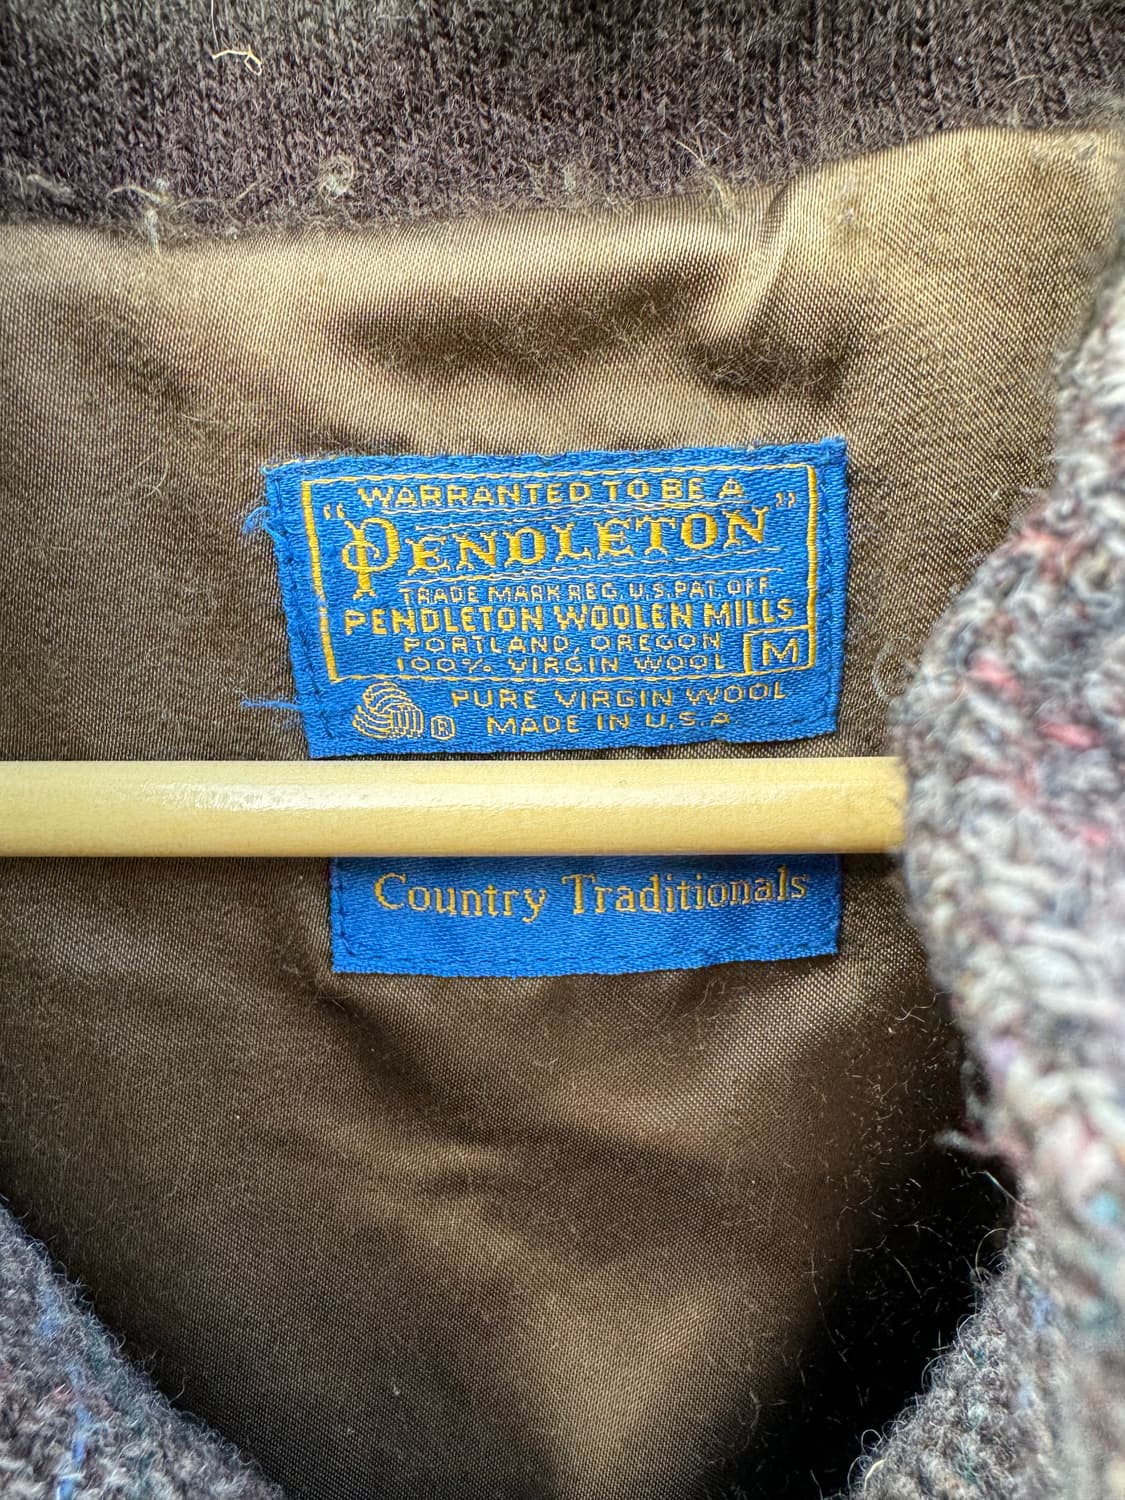 WARRANTED TO BE A
"PENDLETON"
TRADE MARK REG. U.S. PAT. OFF
PENDLETON WOOLEN MILLS
PORTLAND, OREGON
100% VIRGIN WOOL M
PURE VIRGIN WOOL
® MADE IN U.S.A
Country Traditionals